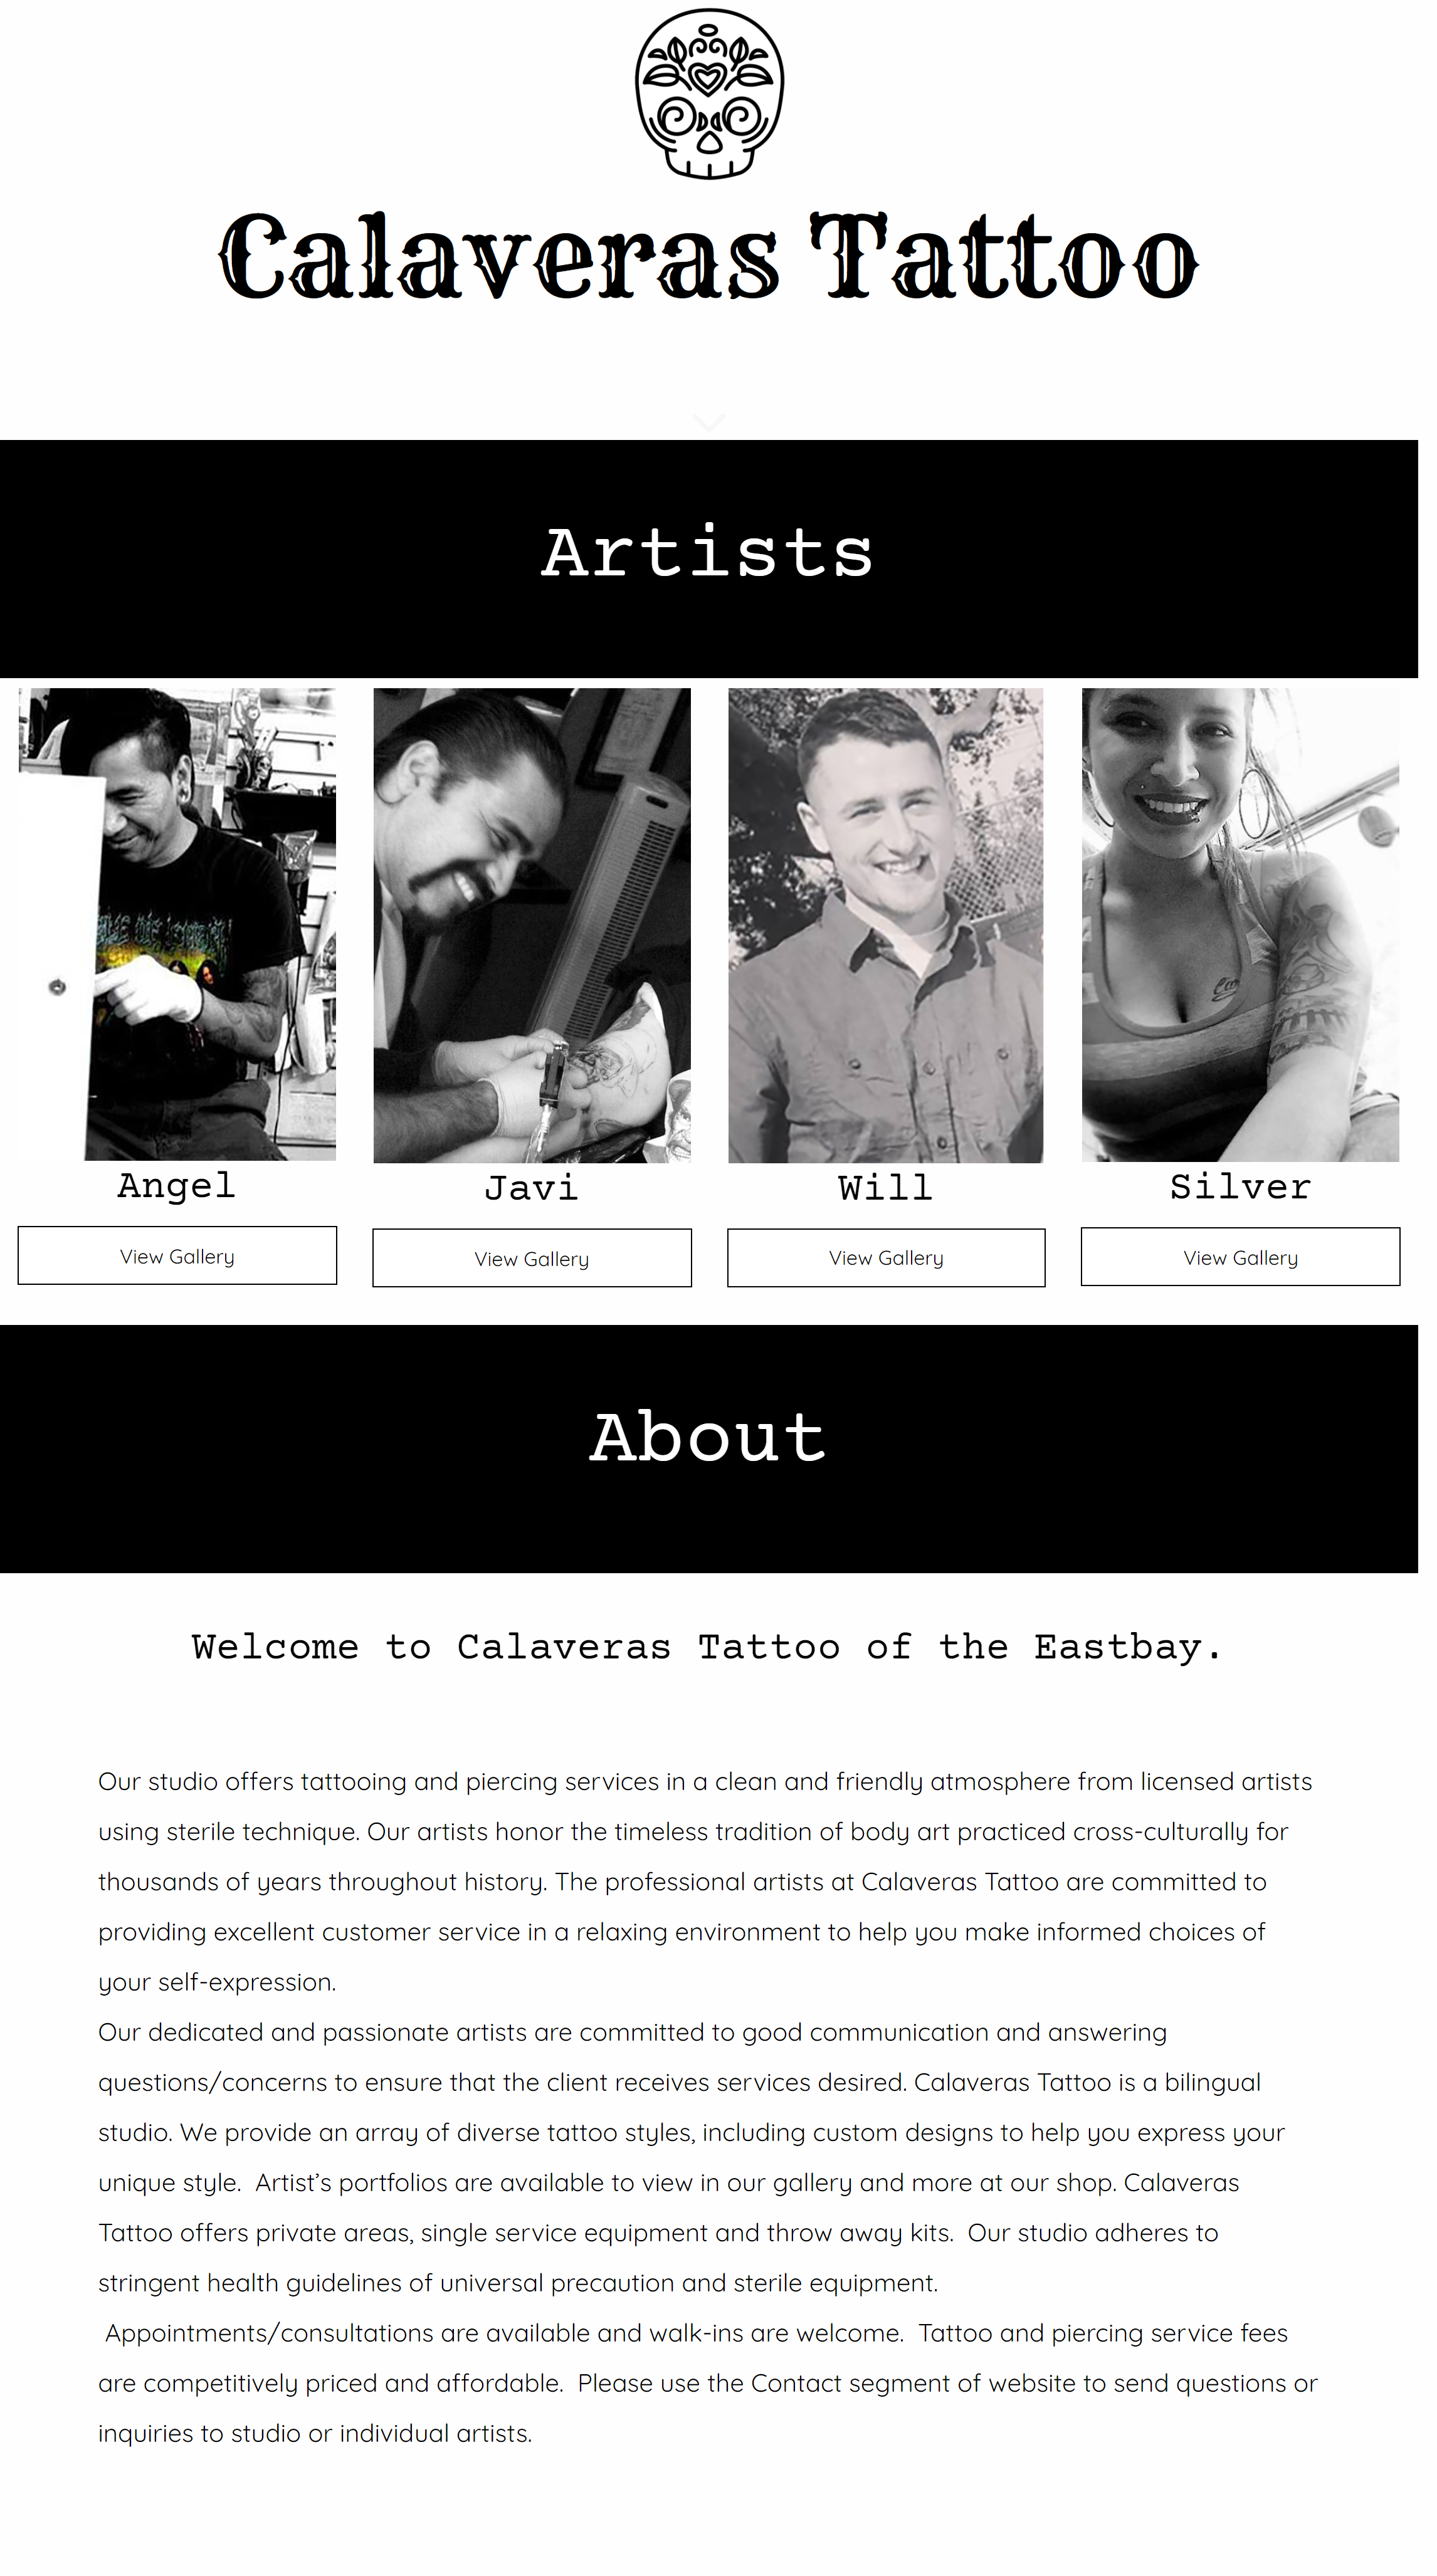 Calaveras Tattoo
Artists
Angel
Javi
Will
Silver
View Gallery
View Gallery
View Gallery
View Gallery
About
Welcome to Calaveras Tattoo of the Eastbay.
Our studio offers tattooing and piercing services in a clean and friendly atmosphere from licensed artists
using sterile technique. Our artists honor the timeless tradition of body art practiced cross-culturally for
thousands of years throughout history. The professional artists at Calaveras Tattoo are committed to
providing excellent customer service in a relaxing environment to help you make informed choices of
your self-expression.
Our dedicated and passionate artists are committed to good communication and answering
questions/concerns to ensure that the client receives services desired. Calaveras Tattoo is a bilingual
studio. We provide an array of diverse tattoo styles, including custom designs to help you express your
unique style.  Artist’s portfolios are available to view in our gallery and more at our shop. Calaveras
Tattoo offers private areas, single service equipment and throw away kits.  Our studio adheres to
stringent health guidelines of universal precaution and sterile equipment.
Appointments/consultations are available and walk-ins are welcome.  Tattoo and piercing service fees
are competitively priced and affordable.  Please use the Contact segment of website to send questions or
inquiries to studio or individual artists.